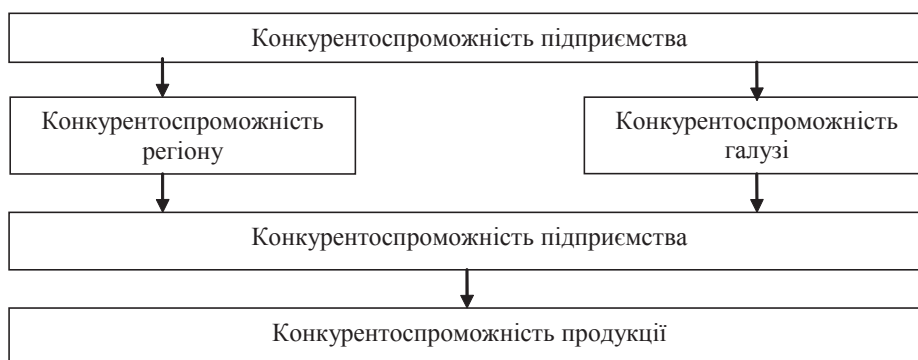 Конкурентоспроможність підприємства
Конкурентоспроможність
регіону
Конкурентоспроможність
галузі
Конкурентоспроможність підприємства
Конкурентоспроможність продукції